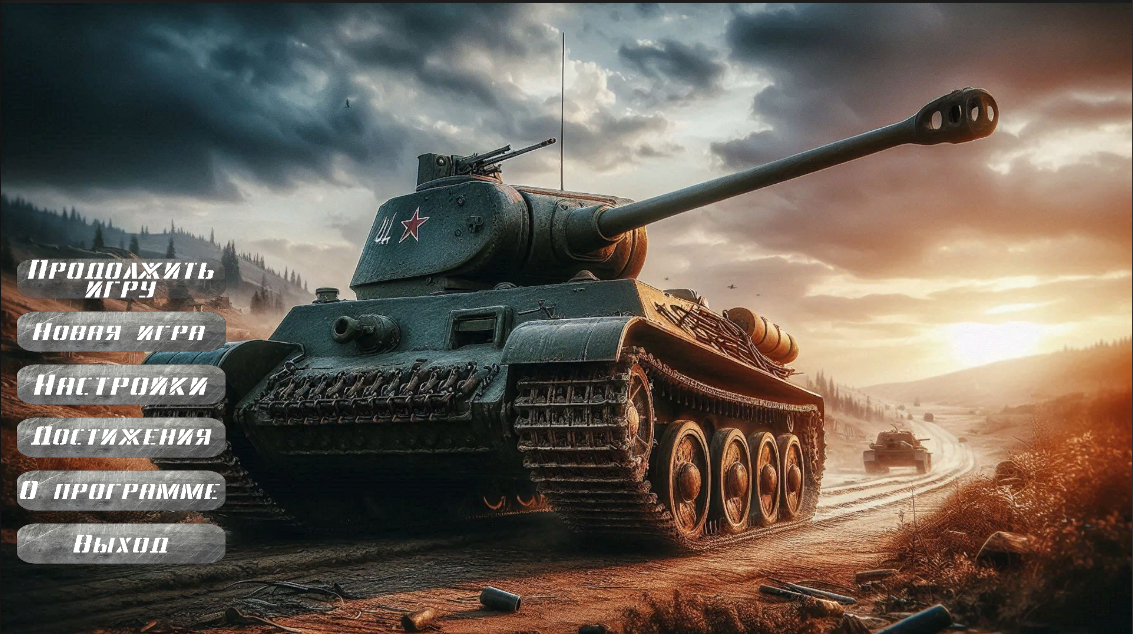 Продолжить
игру
Новая игра
Настройки
Достижения
О программе
Выход